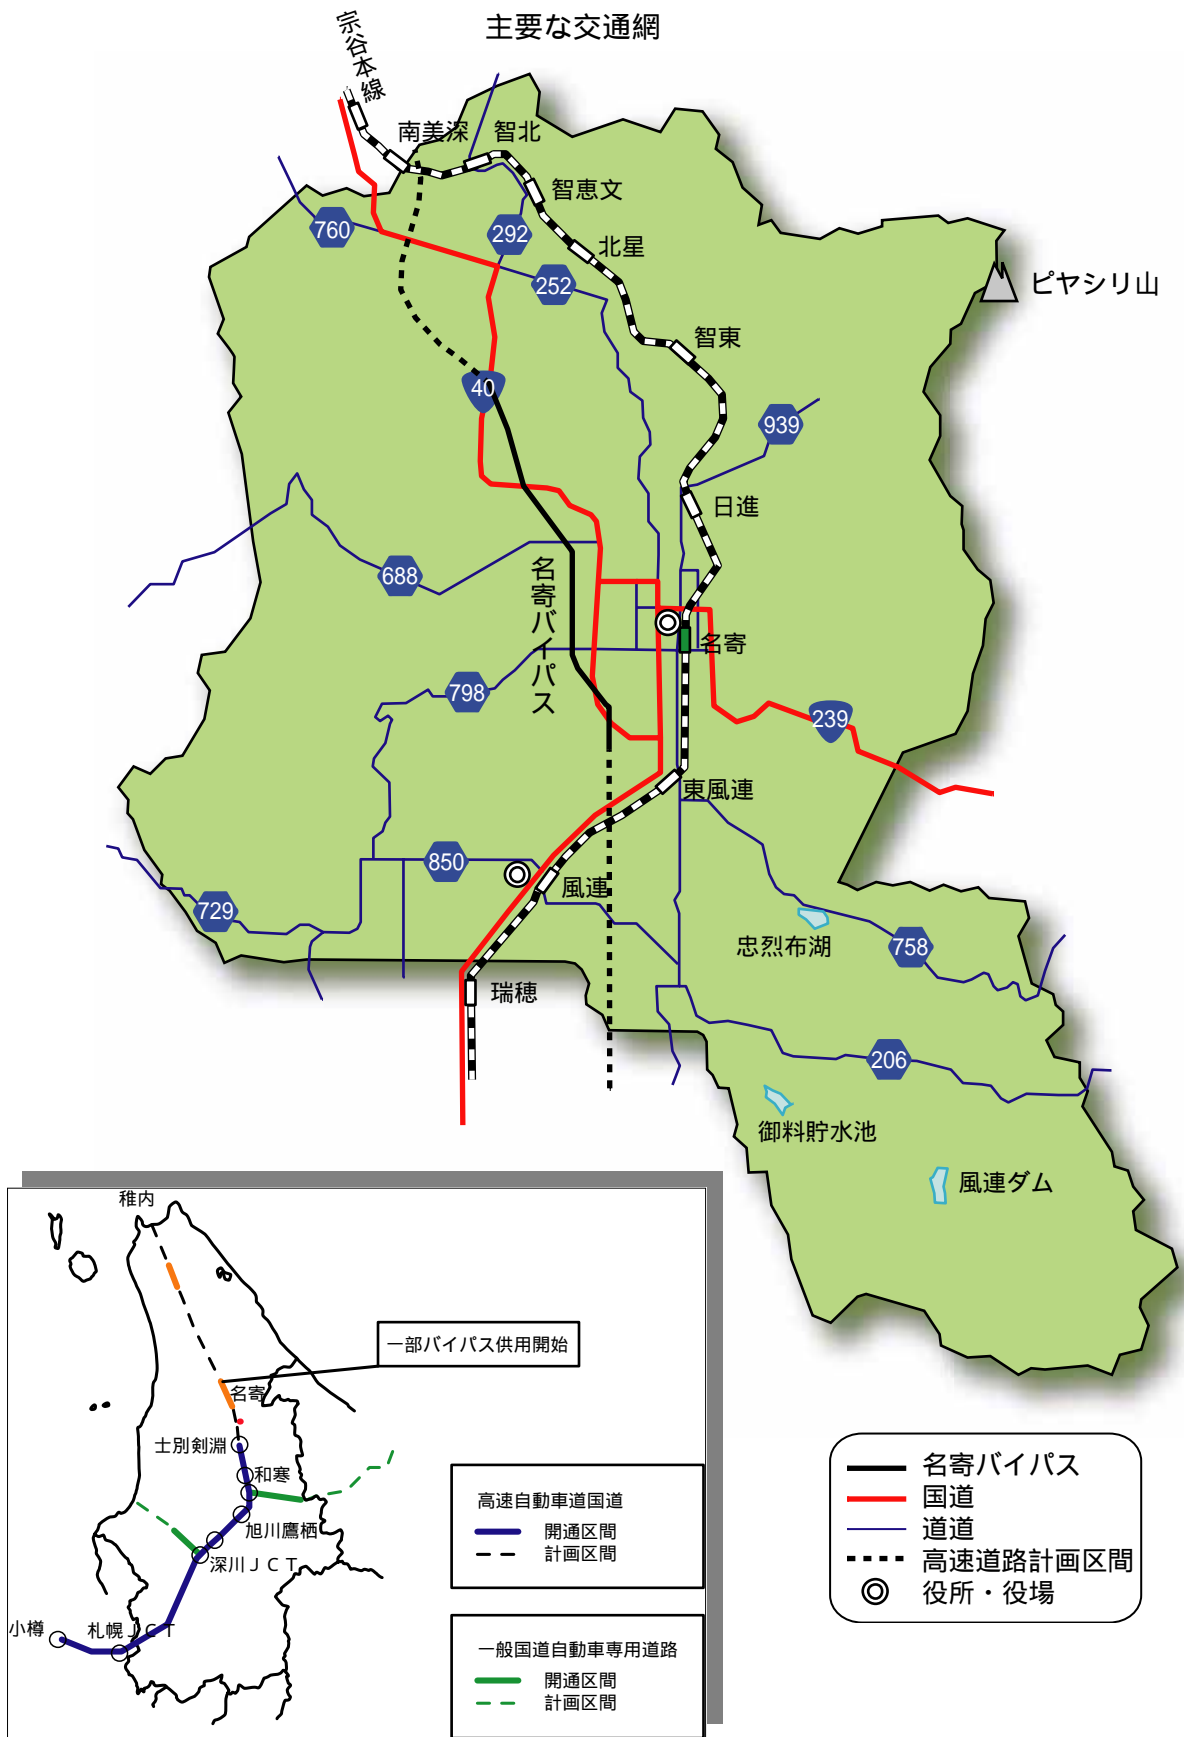 主要な交通網
宗谷本線
南美深
智北
智恵文
760
292
北星
252
ピヤシリ山
智東
40
939
日進
688
名寄バイパス
名寄
798
239
東風連
850
風連
729
忠烈布湖
758
瑞穂
206
御料貯水池
風連ダム
稚内
一部バイパス供用開始
名寄
士別剣淵
和寒
旭川鷹栖
深川JCT
小樽
札幌JCT
高速自動車道国道
開通区間
計画区間
一般国道自動車専用道路
開通区間
計画区間
名寄バイパス
国道
道道
高速道路計画区間
役所・役場